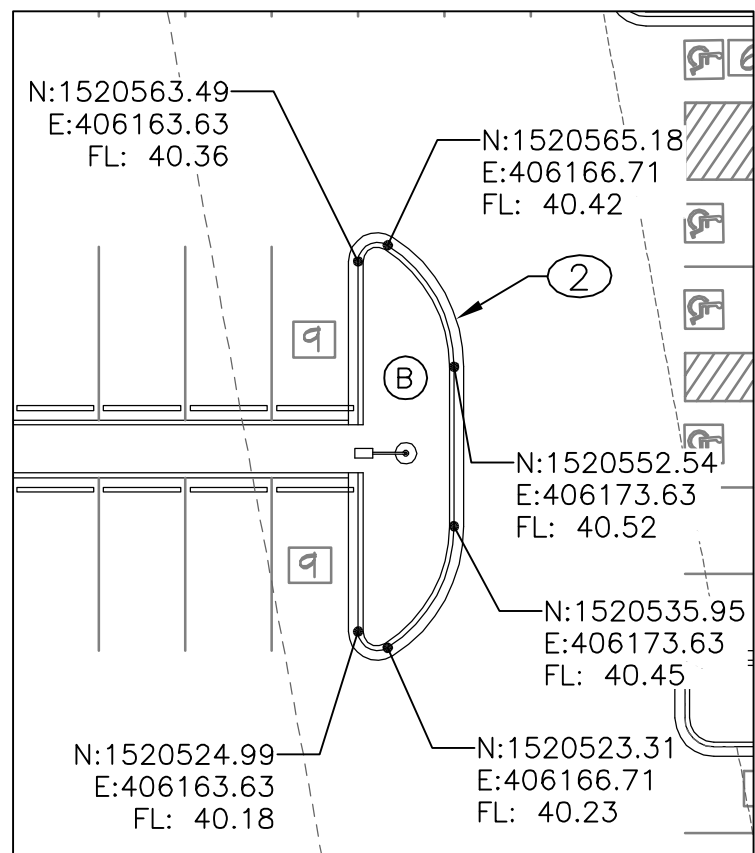 N:1520563.49
E:406163.63
FL: 40.36
N:1520565.18
E:406166.71
FL: 40.42
2
9
B
N:1520552.54
E:406173.63
FL: 40.52
9
N:1520535.95
E:406173.63
FL: 40.45
N:1520524.99
E:406163.63
FL: 40.18
N:1520523.31
E:406166.71
FL: 40.23